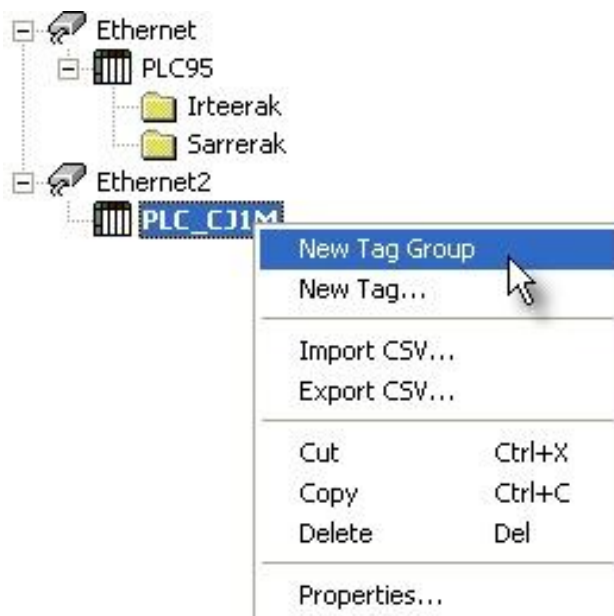 Ethernet
PLC95
Irteerak
Sarrerak
Ethernet2
PLC_CJ1M
New Tag Group
New Tag...
Import CSV...
Export CSV...
Cut Ctrl+X
Copy Ctrl+C
Delete Del
Properties...